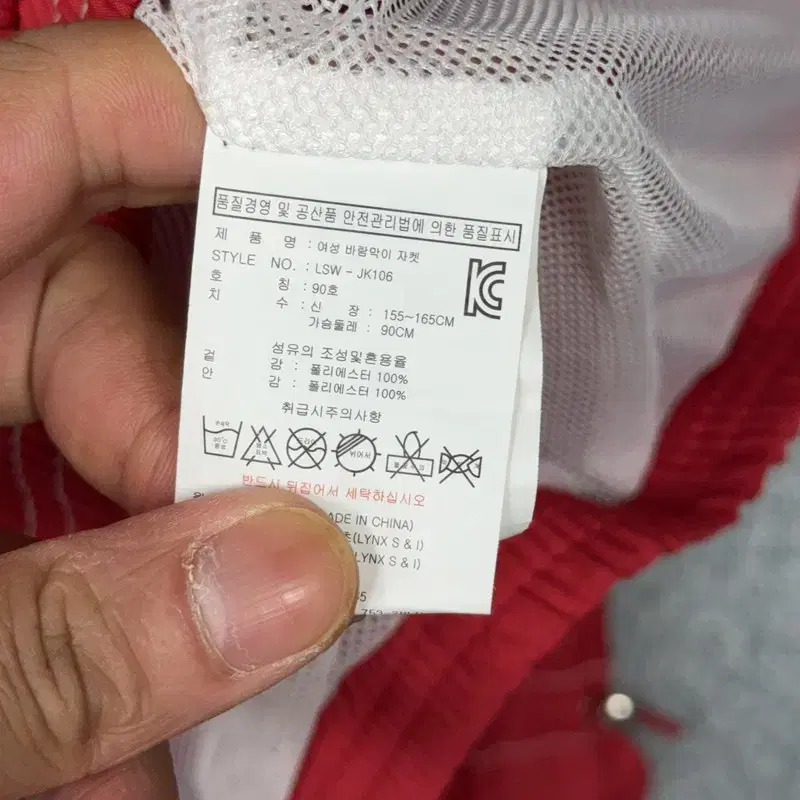 품질경영 및 공산품 안전관리법에 의한 품질표시
제 품 명 : 여성 바람막이 자켓
STYLE NO. : LSW - JK106
호 칭 : 90호
치 수 : 신 장 : 155~165CM
가슴둘레 : 90CM
섬유의 조성및혼용율
겉 감 : 폴리에스터 100%
안 감 : 폴리에스터 100%
취급시주의사항
뉘어서
반드시 뒤집어서 세탁하십시오
ADE IN CHINA)
(LYNX S & I)
(LYNX S & I)